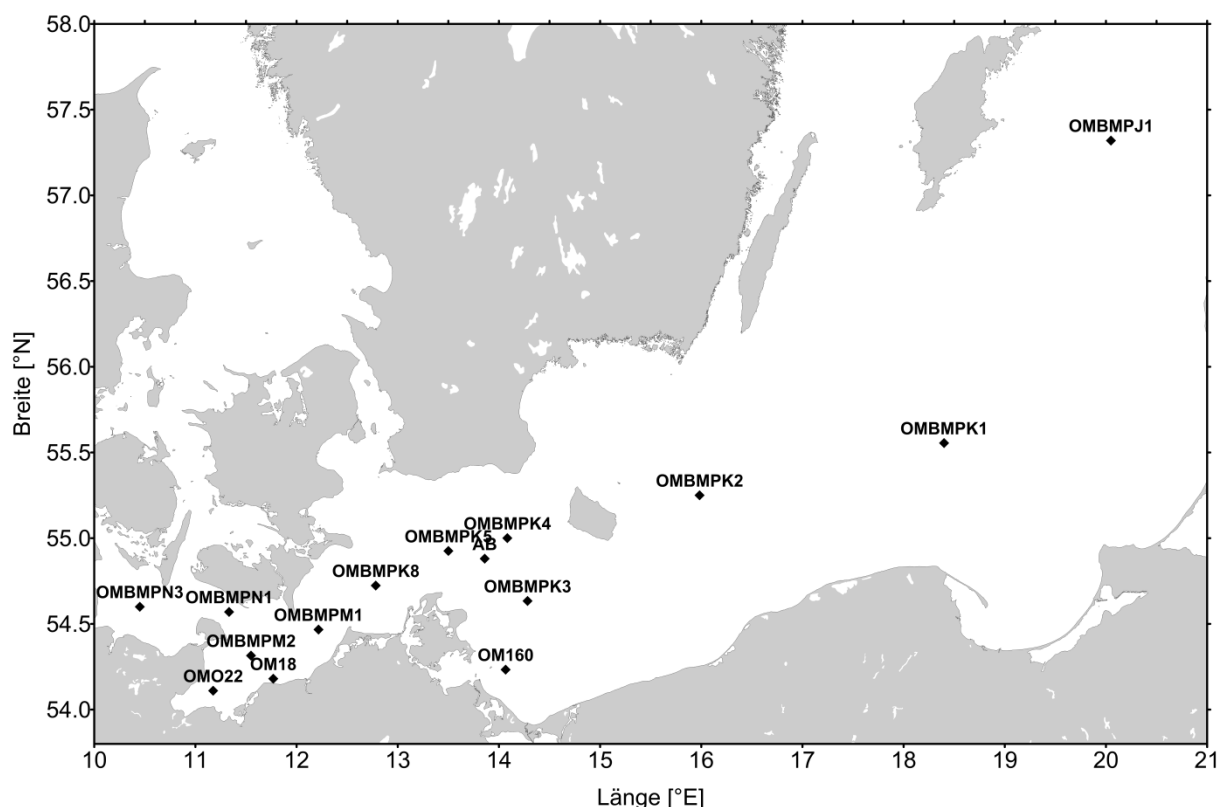 58.0
57.5
OMBMPJ1
57.0
56.5
Breite [°N]
56.0
55.5
OMBMPK1
OMBMPK2
55.0
OMBMPK4
OMBMPK5
AB
OMBMPK8
OMBMPK3
54.5
OMBMPN3
OMBMPN1
OMBMPM1
OMBMPM2
OM18
OM160
OMO22
54.0
10 11 12 13 14 15 16 17 18 19 20 21
Länge [°E]